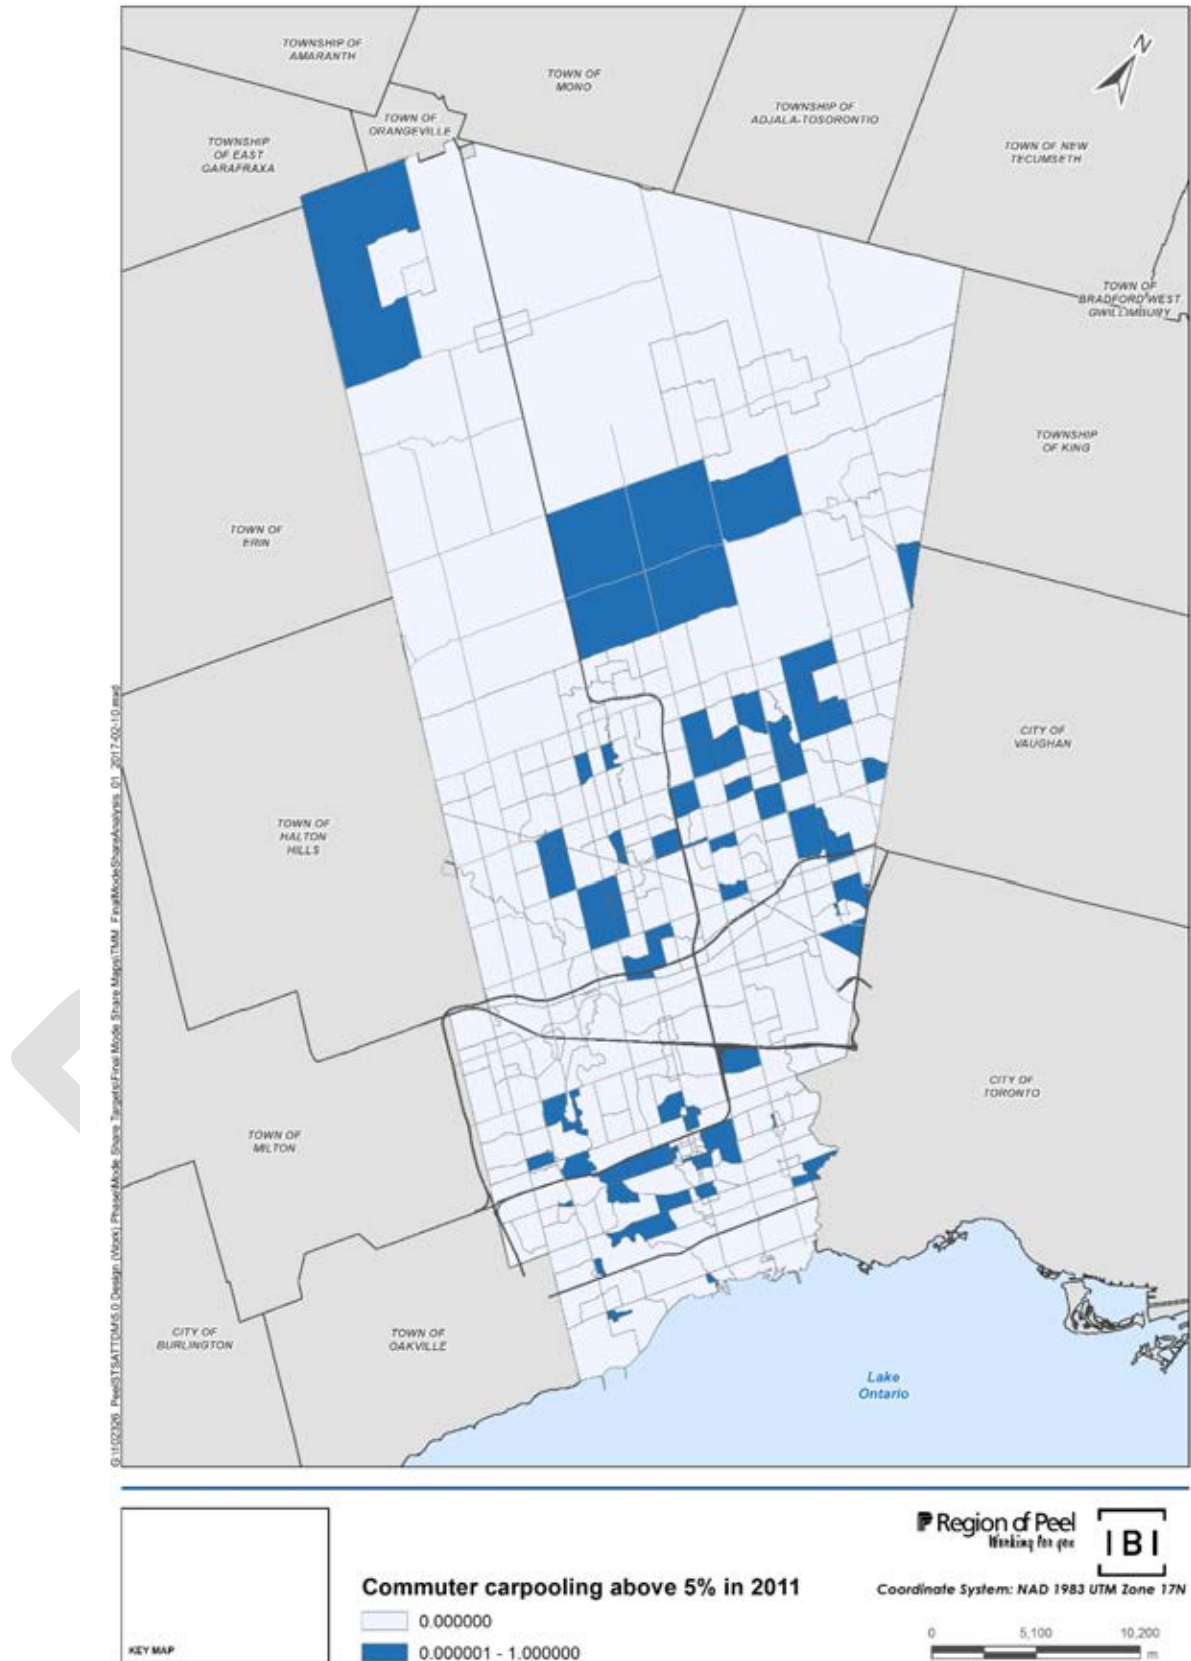 TOWNSHIP OF
AMARANTH
TOWN OF
MONO
N
TOWN OF
ORANGEVILLE
TOWNSHIP OF
ADJALA-TOSORONTIO
TOWNSHIP
OF EAST
GARAFRAXA
TOWN OF NEW
TECUMSETH
TOWN OF
BRADFORD WEST
GWILLIMBURY
TOWNSHIP
OF KING
TOWN OF
ERIN
CITY OF
VAUGHAN
TOWN OF
HALTON
HILLS
CITY OF
TORONTO
TOWN OF
MILTON
CITY OF
BURLINGTON
TOWN OF
OAKVILLE
Lake
Ontario
Region of Peel
Working for you
IBI
Commuter carpooling above 5% in 2011
Coordinate System: NAD 1983 UTM Zone 17N
0.000000
0.000001 - 1.000000
0 5,100 10,200
m
KEY MAP